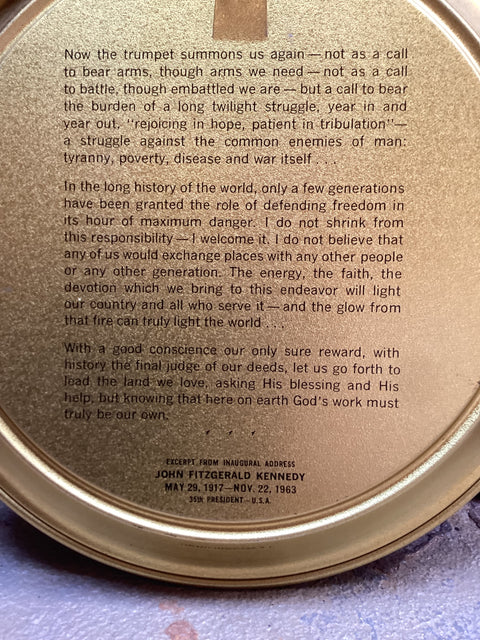 Now the trumpet summons us again — not as a call
to bear arms, though arms we need — not as a call
to battle, though embattled we are — but a call to bear
the burden of a long twilight struggle, year in and
year out, "rejoicing in hope, patient in tribulation"—
a struggle against the common enemies of man:
tyranny, poverty, disease and war itself . . .
In the long history of the world, only a few generations
have been granted the role of defending freedom in
its hour of maximum danger. I do not shrink from
this responsibility — I welcome it. I do not believe that
any of us would exchange places with any other people
or any other generation. The energy, the faith, the
devotion which we bring to this endeavor will light
our country and all who serve it — and the glow from
that fire can truly light the world . . .
With a good conscience our only sure reward, with
history the final judge of our deeds, let us go forth to
lead the land we love, asking His blessing and His
help, but knowing that here on earth God's work must
truly be our own.
EXCERPT FROM INAUGURAL ADDRESS
JOHN FITZGERALD KENNEDY
MAY 29, 1917—NOV. 22, 1963
35th PRESIDENT - U.S.A.